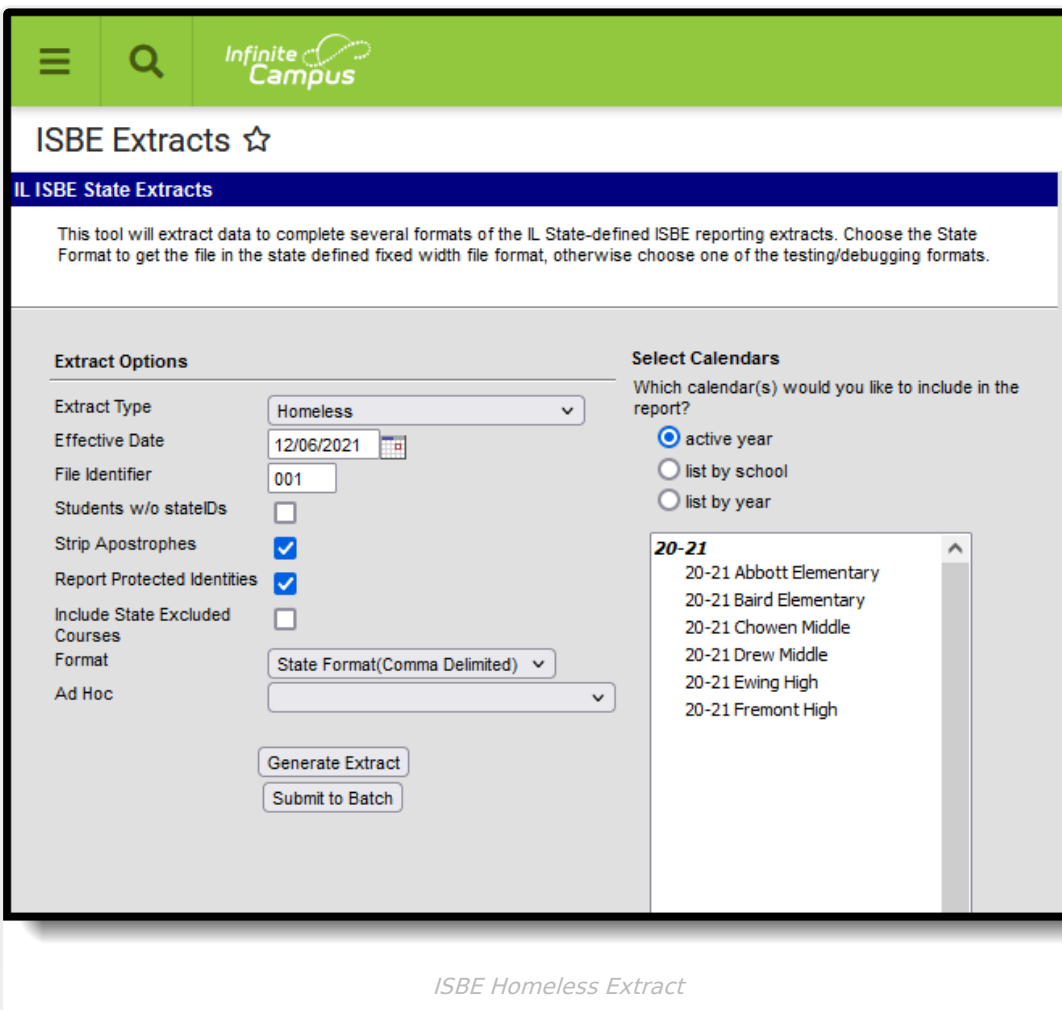 Infinite
Campus
ISBE Extracts
IL ISBE State Extracts
This tool will extract data to complete several formats of the IL State-defined ISBE reporting extracts. Choose the State
Format to get the file in the state defined fixed width file format, otherwise choose one of the testing/debugging formats.
Extract Options
Extract Type
Homeless
Effective Date
12/06/2021
File Identifier
001
Students w/o stateIDs
Strip Apostrophes
Report Protected Identities
Include State Excluded
Courses
Format
State Format(Comma Delimited)
Ad Hoc
Generate Extract
Submit to Batch
Select Calendars
Which calendar(s) would you like to include in the
report?
active year
list by school
list by year
20-21
20-21 Abbott Elementary
20-21 Baird Elementary
20-21 Chowen Middle
20-21 Drew Middle
20-21 Ewing High
20-21 Fremont High
ISBE Homeless Extract